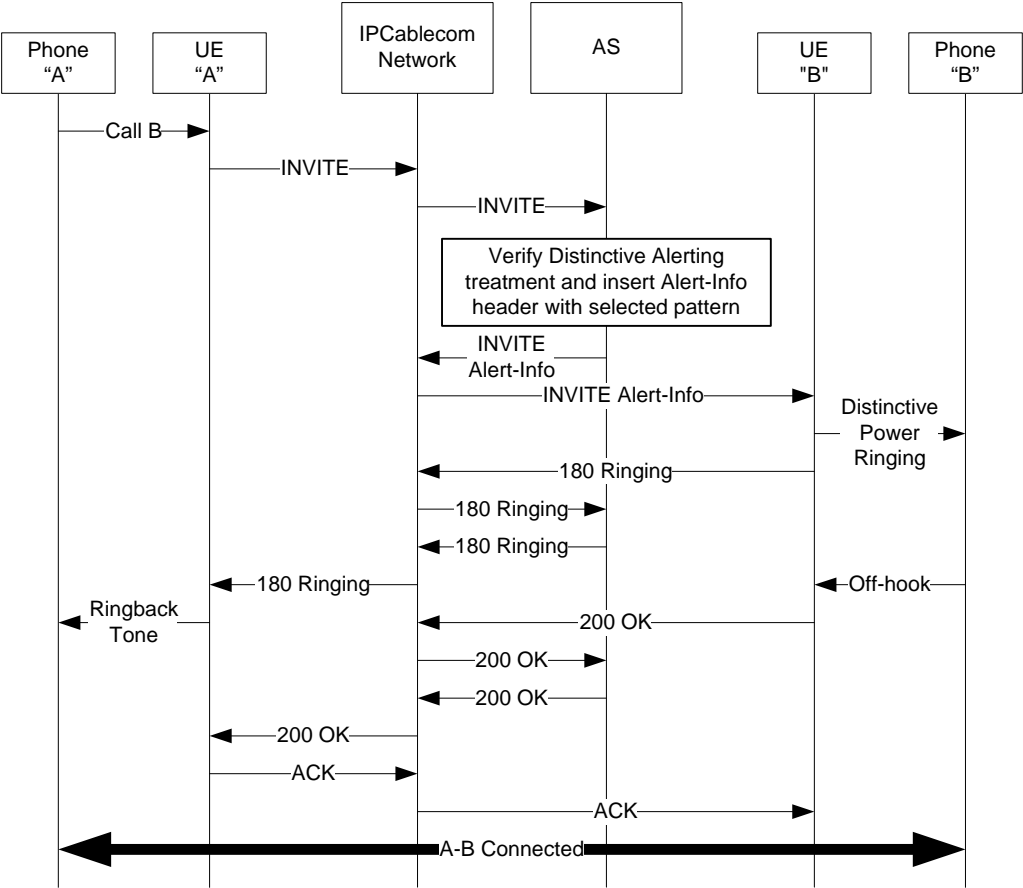 Phone
“A”
UE
“A”
IPCablecom
Network
AS
UE
"B"
Phone
“B”
Call B
INVITE
INVITE
Verify Distinctive Alerting
treatment and insert Alert-Info
header with selected pattern
INVITE
Alert-Info
INVITE Alert-Info
Distinctive
Power
Ringing
180 Ringing
180 Ringing
180 Ringing
180 Ringing
Off-hook
Ringback
Tone
200 OK
200 OK
200 OK
200 OK
ACK
ACK
A-B Connected